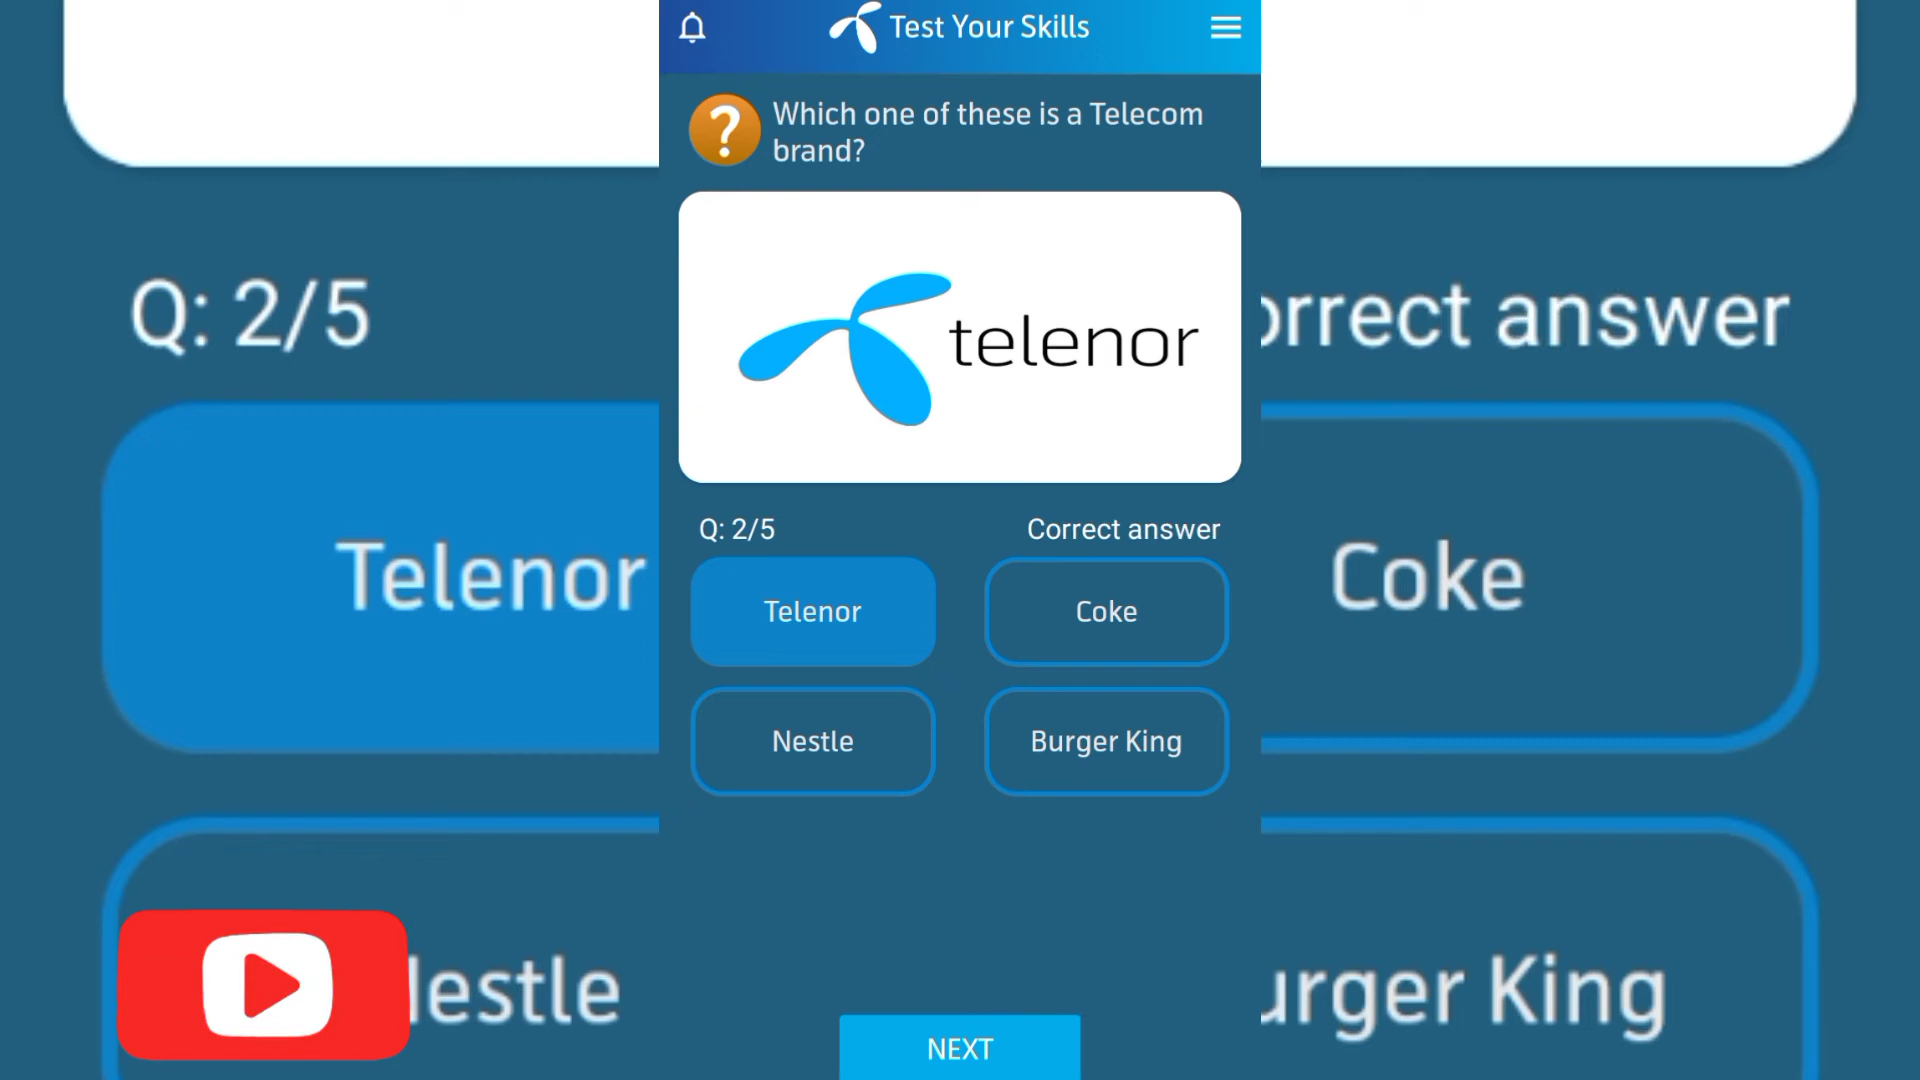 Test Your Skills
Which one of these is a Telecom
brand?
telenor
Q: 2/5
Correct answer
Telenor
Coke
Nestle
Burger King
NEXT
Q: 2/5
orrect answer
Telenor
Coke
estle
urger King